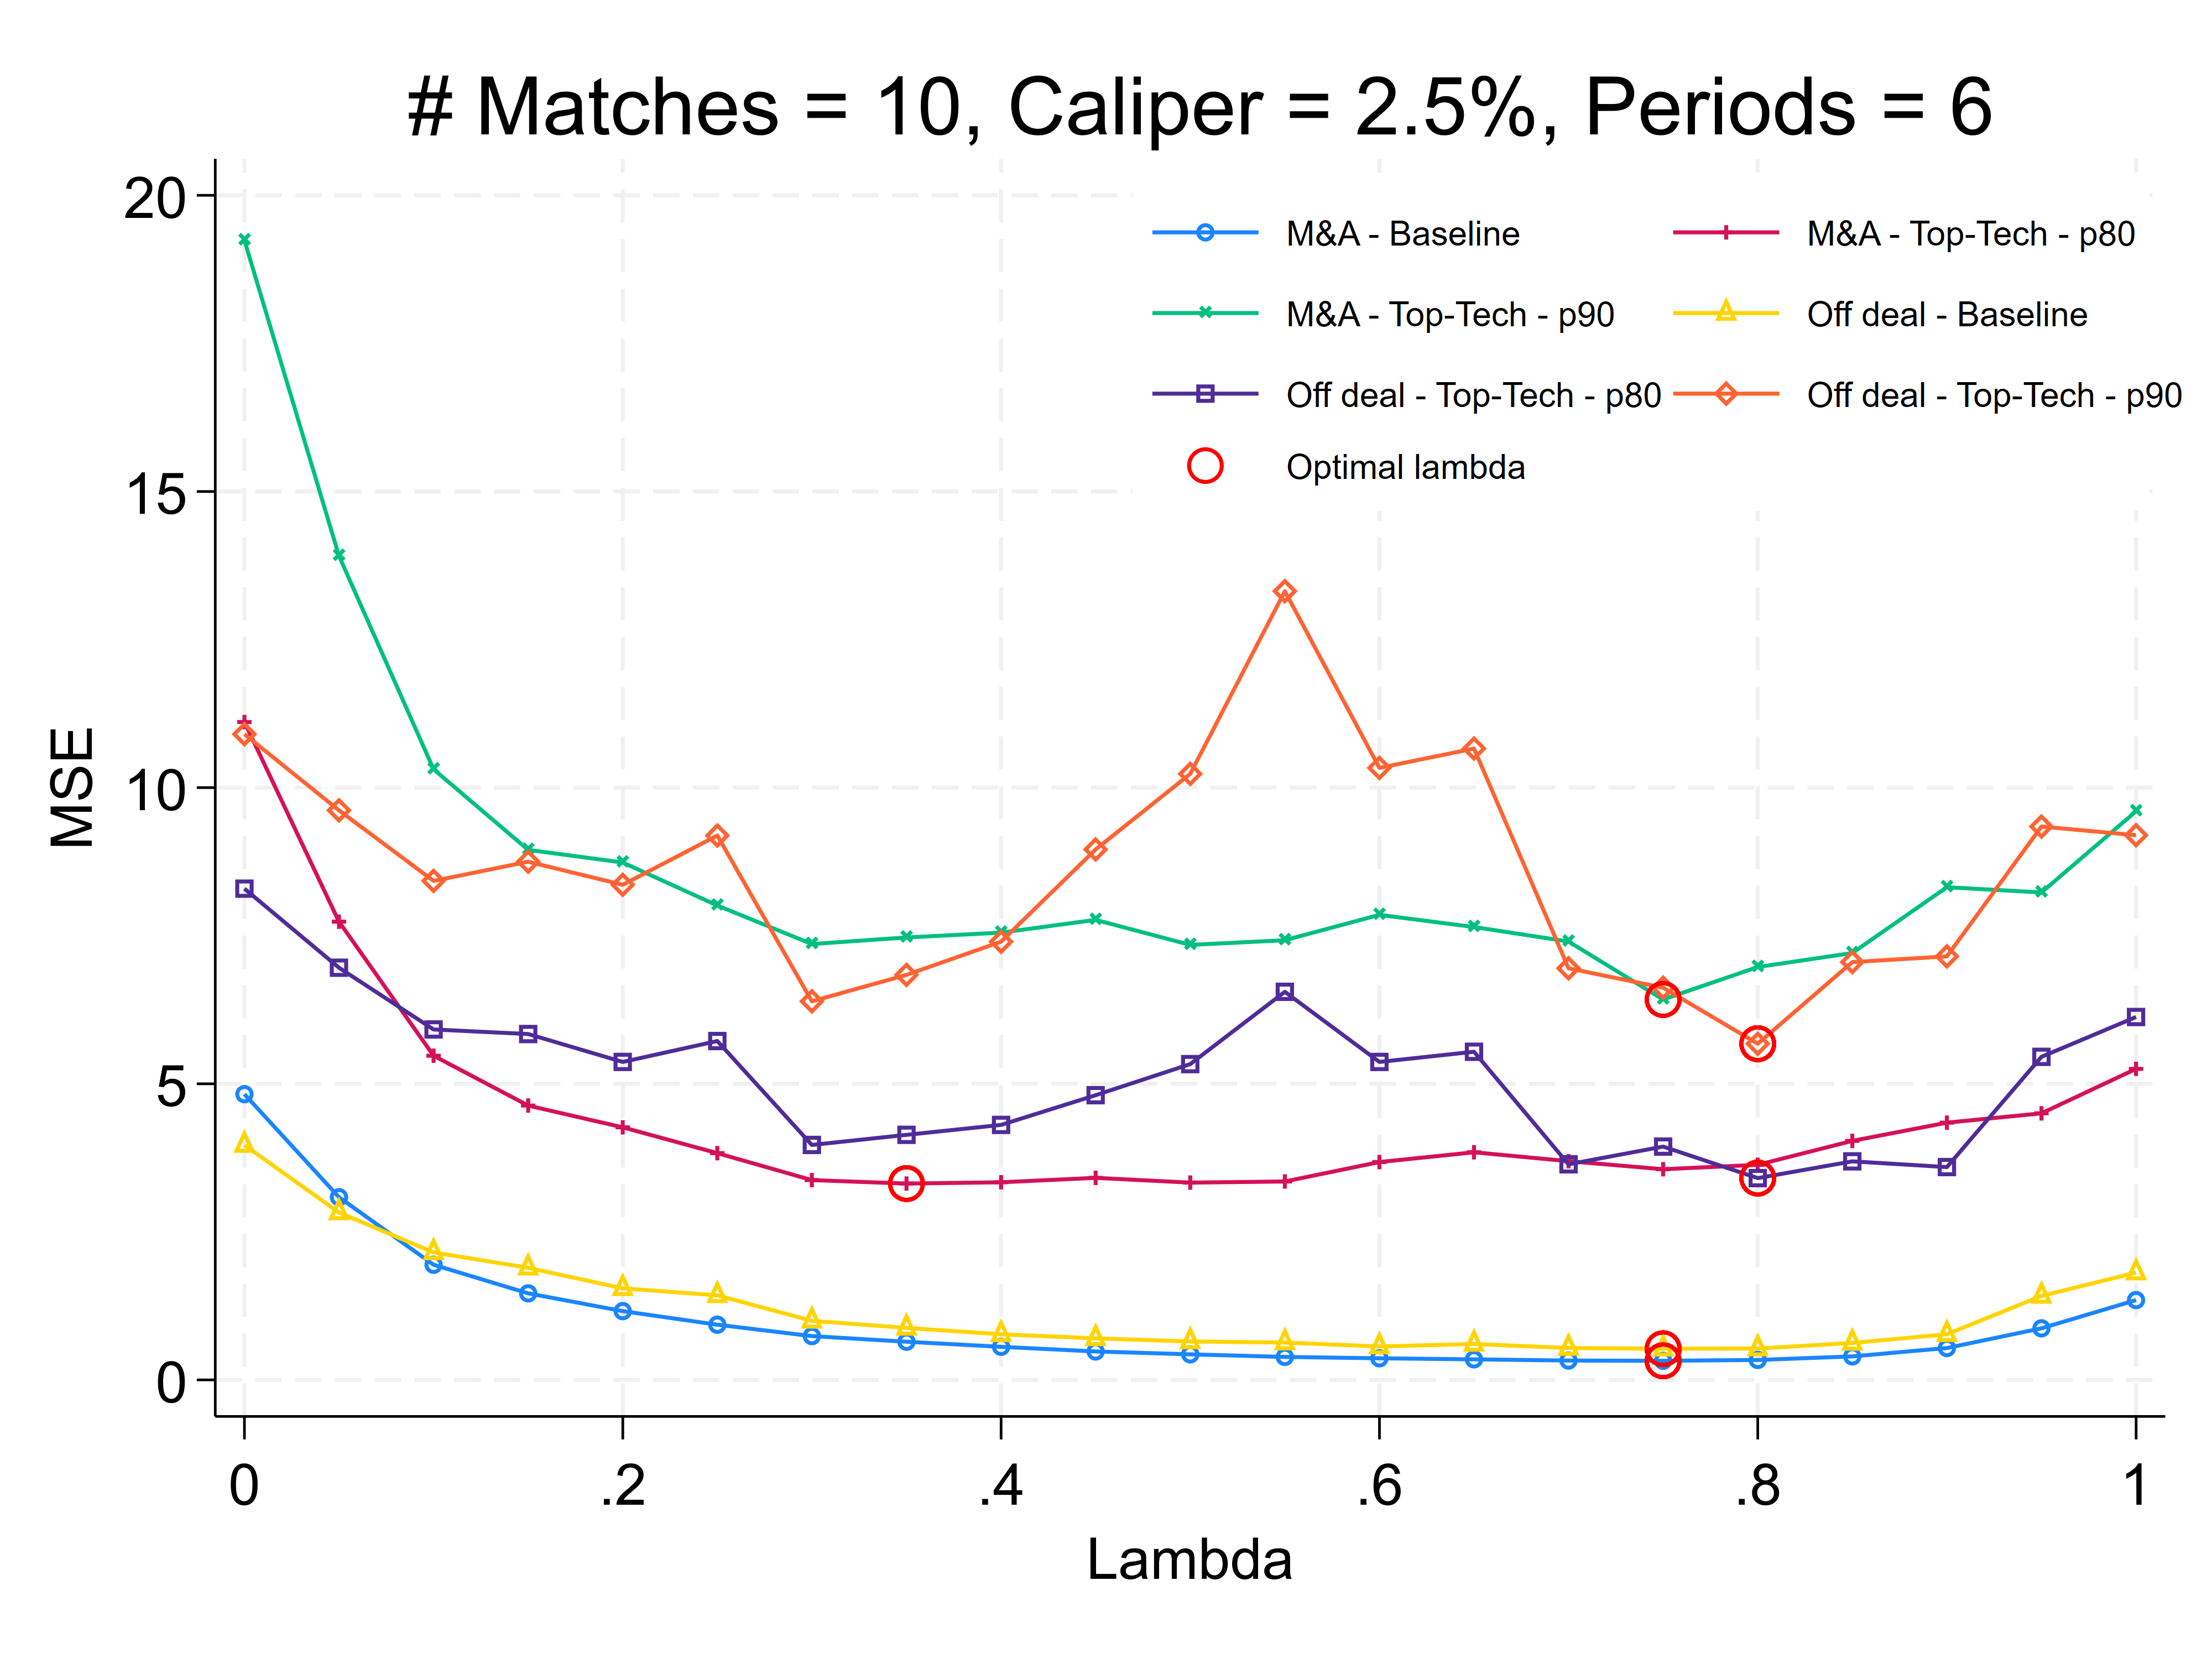 # Matches = 10, Caliper = 2.5%, Periods = 6
M&A - Baseline
M&A - Top-Tech - p80
M&A - Top-Tech - p90
Off deal - Baseline
Off deal - Top-Tech - p80
Off deal - Top-Tech - p90
Optimal lambda
MSE
20
15
10
5
0
0 .2 .4 .6 .8 1
Lambda